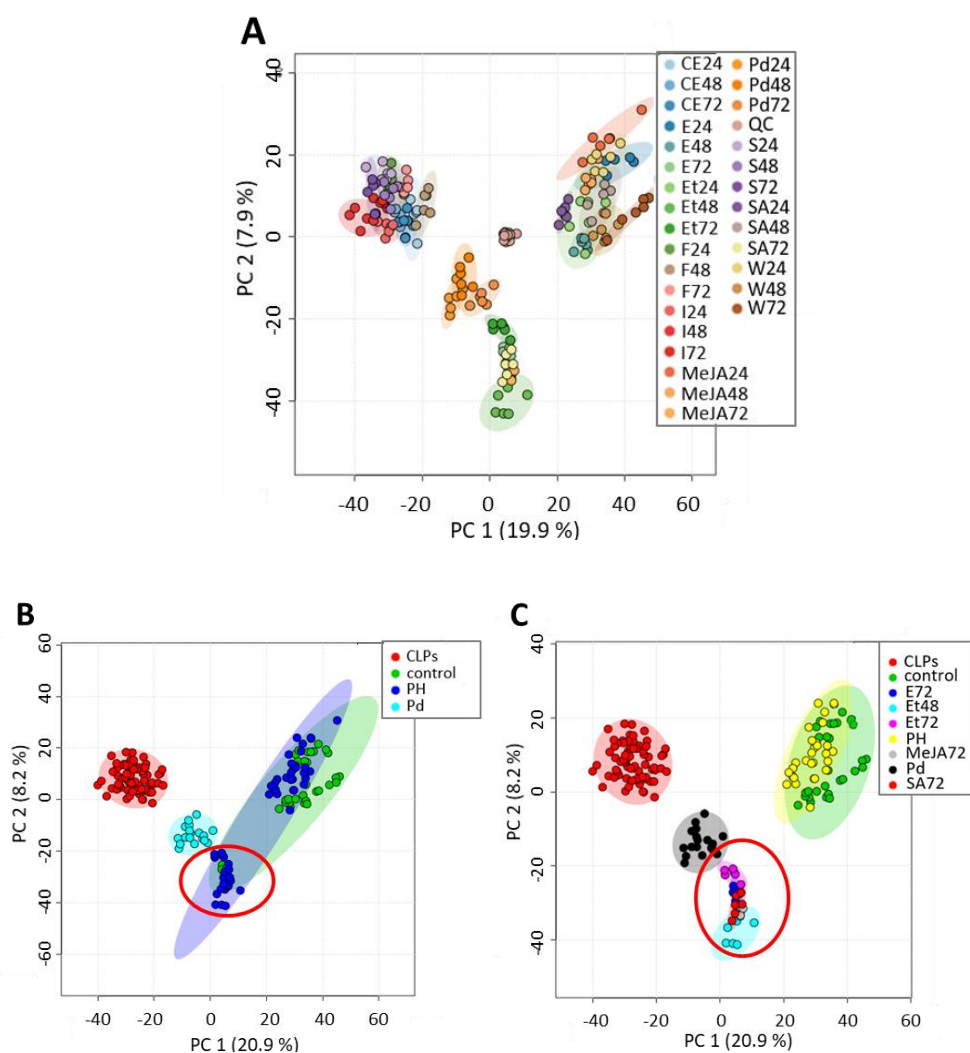 A
40
20
0
-20
-40
PC 2 (7.9 %)
-40 -20 0 20 40 60
PC 1 (19.9 %)
CE24
CE48
CE72
E24
E48
E72
Et24
Et48
Et72
F24
F48
F72
I24
I48
I72
MeJA24
MeJA48
MeJA72
Pd24
Pd48
Pd72
QC
S24
S48
S72
SA24
SA48
SA72
W24
W48
W72
B
60
40
20
0
-20
-40
-60
PC 2 (8.2 %)
-40 -20 0 20 40 60
PC 1 (20.9 %)
CLPs
control
PH
Pd
C
40
20
0
-20
-40
PC 2 (8.2 %)
-40 -20 0 20 40 60
PC 1 (20.9 %)
CLPs
control
E72
Et48
Et72
PH
MeJA72
Pd
SA72